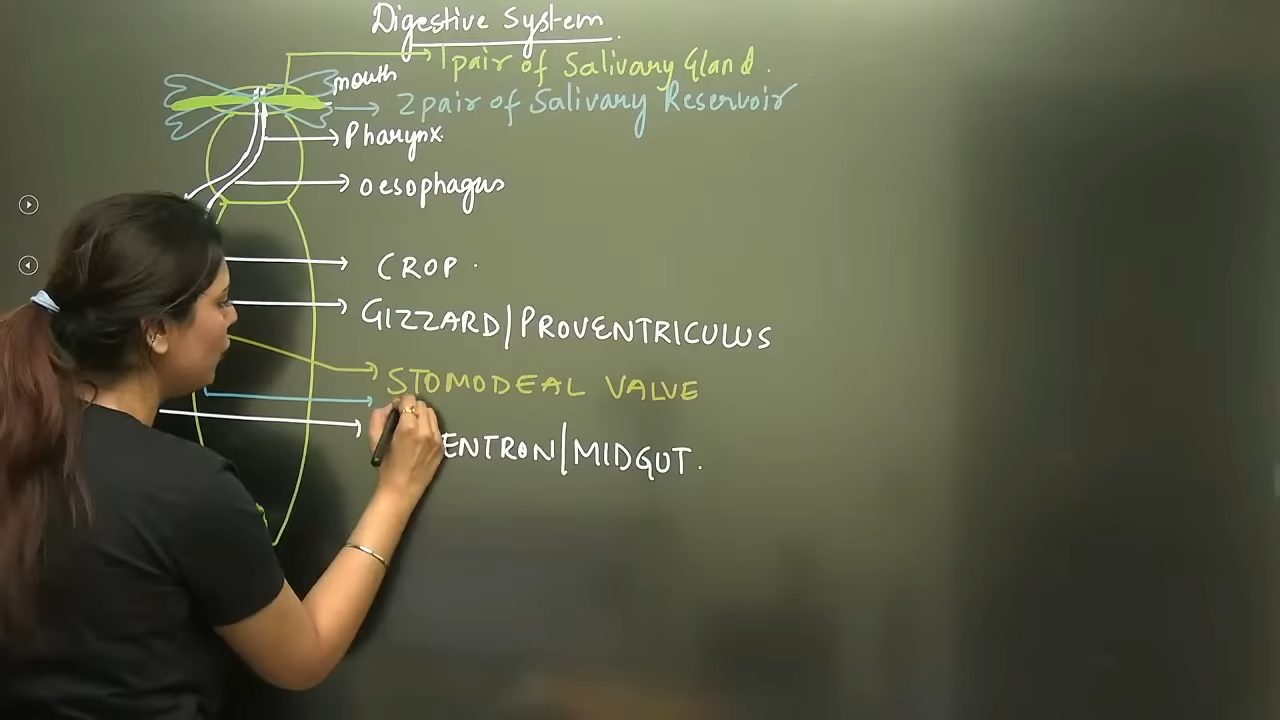 Digestive System
1 pair of Salivary Gland.
mouth
2 pair of Salivary Reservoir
Pharynx
oesophagus
CROP.
GIZZARD/PROVENTRICULUS
STOMODEAL VALVE
ENTRON/MIDGUT.